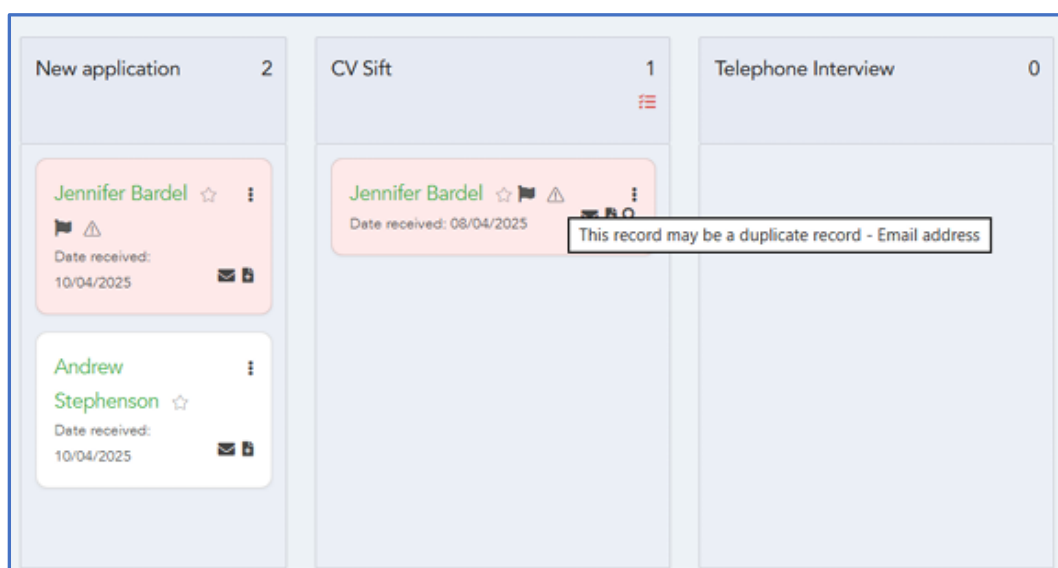 New application 2
CV Sift 1
Telephone Interview 0
Jennifer Bardel
Date received:
10/04/2025
Andrew
Stephenson
Date received:
10/04/2025
Jennifer Bardel
Date received: 08/04/2025
This record may be a duplicate record - Email address